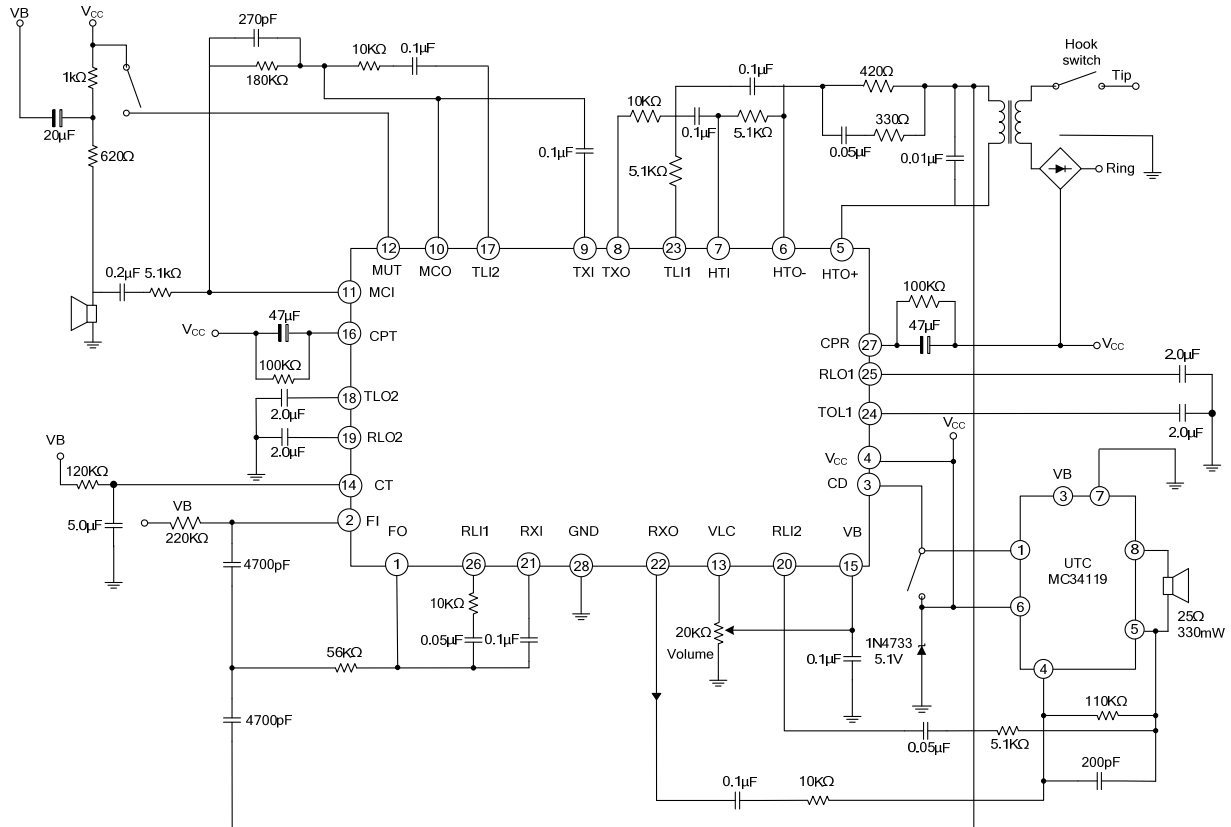 VB
VCC
1kΩ
20µF
620Ω
270pF
180KΩ
10KΩ
0.1µF
0.1µF
0.1µF
10KΩ
0.1µF
5.1KΩ
5.1KΩ
420Ω
330Ω
0.05µF
0.01µF
Hook
switch
Tip
Ring
12
10
17
9
8
23
7
6
5
MUT
MCO
TLI2
TXI
TXO
TLI1
HTI
HTO-
HTO+
0.2µF
5.1kΩ
11
MCI
VCC
47µF
100KΩ
16
CPT
18
TLO2
2.0µF
19
RLO2
2.0µF
VB
120KΩ
14
CT
5.0µF
VB
220KΩ
2
FI
100KΩ
47µF
CPR
27
VCC
RLO1
25
2.0µF
TOL1
24
2.0µF
VCC
VCC
4
CD
3
FO
RLI1
RXI
GND
RXO
VLC
RLI2
VB
1
26
21
28
22
13
20
15
4700pF
10KΩ
0.05µF
0.1µF
56KΩ
4700pF
20KΩ
Volume
0.1µF
1N4733
5.1V
VB
3
7
1
8
UTC
MC34119
6
5
4
25Ω
330mW
110KΩ
0.05µF
5.1KΩ
200pF
0.1µF
10KΩ